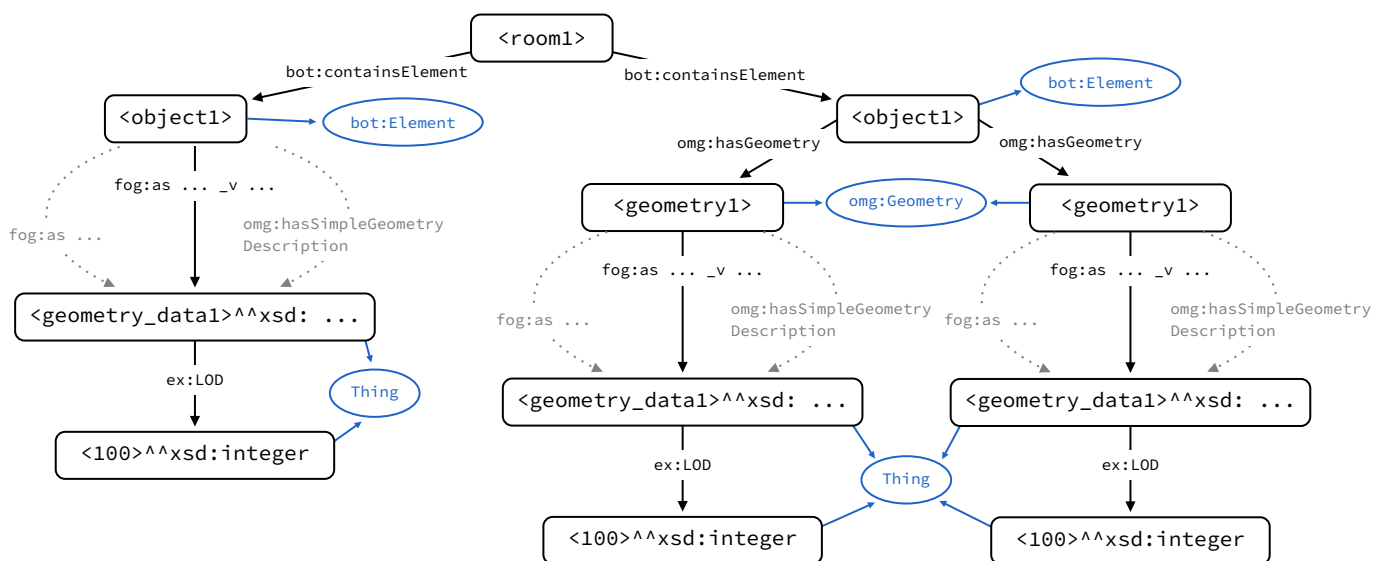 <room1>
bot:containsElement
bot:containsElement
bot:Element
<object1>
bot:Element
<object1>
omg:hasGeometry
omg:hasGeometry
fog:as ... _v ...
<geometry1>
omg:Geometry
<geometry1>
fog:as ...
omg:hasSimpleGeometry
Description
fog:as ... _v ...
fog:as ... _v ...
<geometry_data1>^^xsd: ...
fog:as ...
omg:hasSimpleGeometry
Description
fog:as ...
omg:hasSimpleGeometry
Description
ex:LOD
Thing
<geometry_data1>^^xsd: ...
<geometry_data1>^^xsd: ...
<100>^^xsd:integer
ex:LOD
Thing
ex:LOD
<100>^^xsd:integer
<100>^^xsd:integer